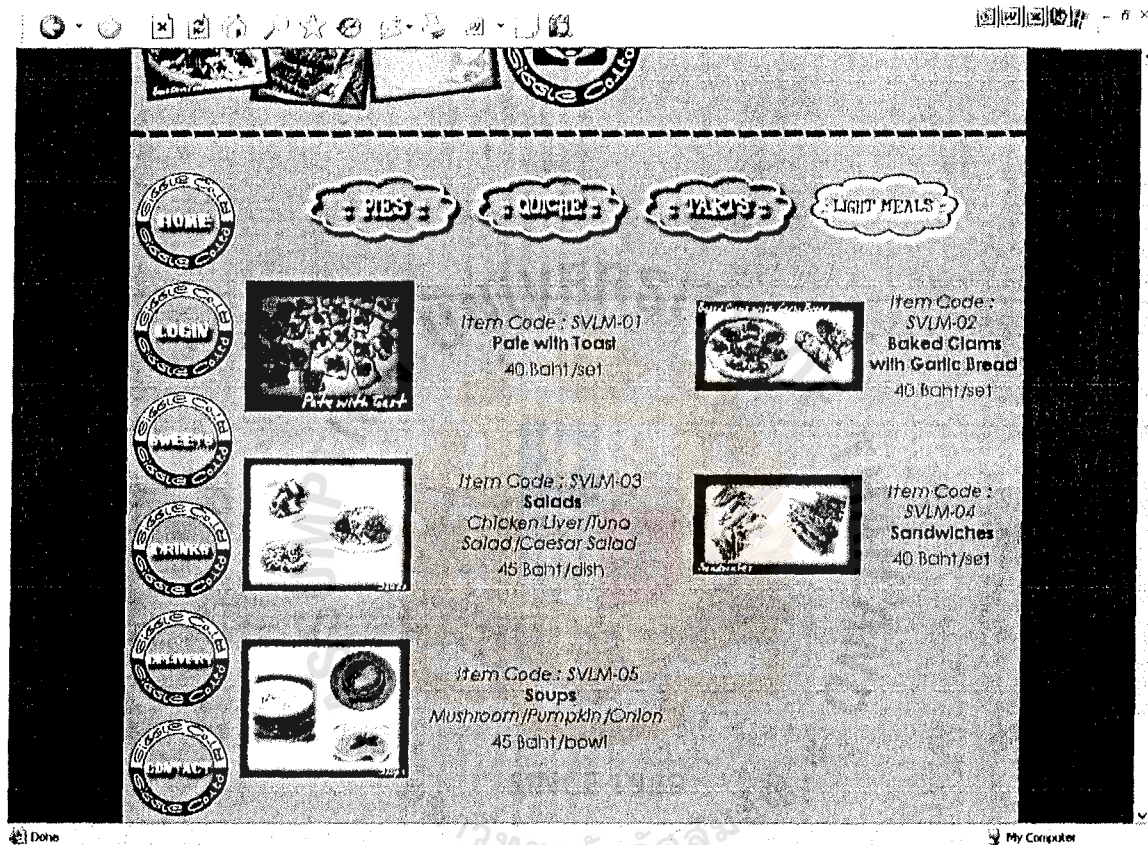 PIES
QUICHE
TARTS
LIGHT MEALS
HOME
LOGIN
SWEETS
DRINKS
DELIVERY
CONTACT
Item Code : SVLM-01
Pate with Toast
40 Baht/set
Pate with Toast
Item Code :
SVLM-02
Baked Clams
with Garlic Bread
40 Baht/set
Item Code : SVLM-03
Salads
Chicken Liver/Tuna
Salad/Caesar Salad
45 Baht/dish
Item Code :
SVLM-04
Sandwiches
40 Baht/set
Item Code : SVLM-05
Soups
Mushroom/Pumpkin/Onion
45 Baht/bowl
Done
My Computer